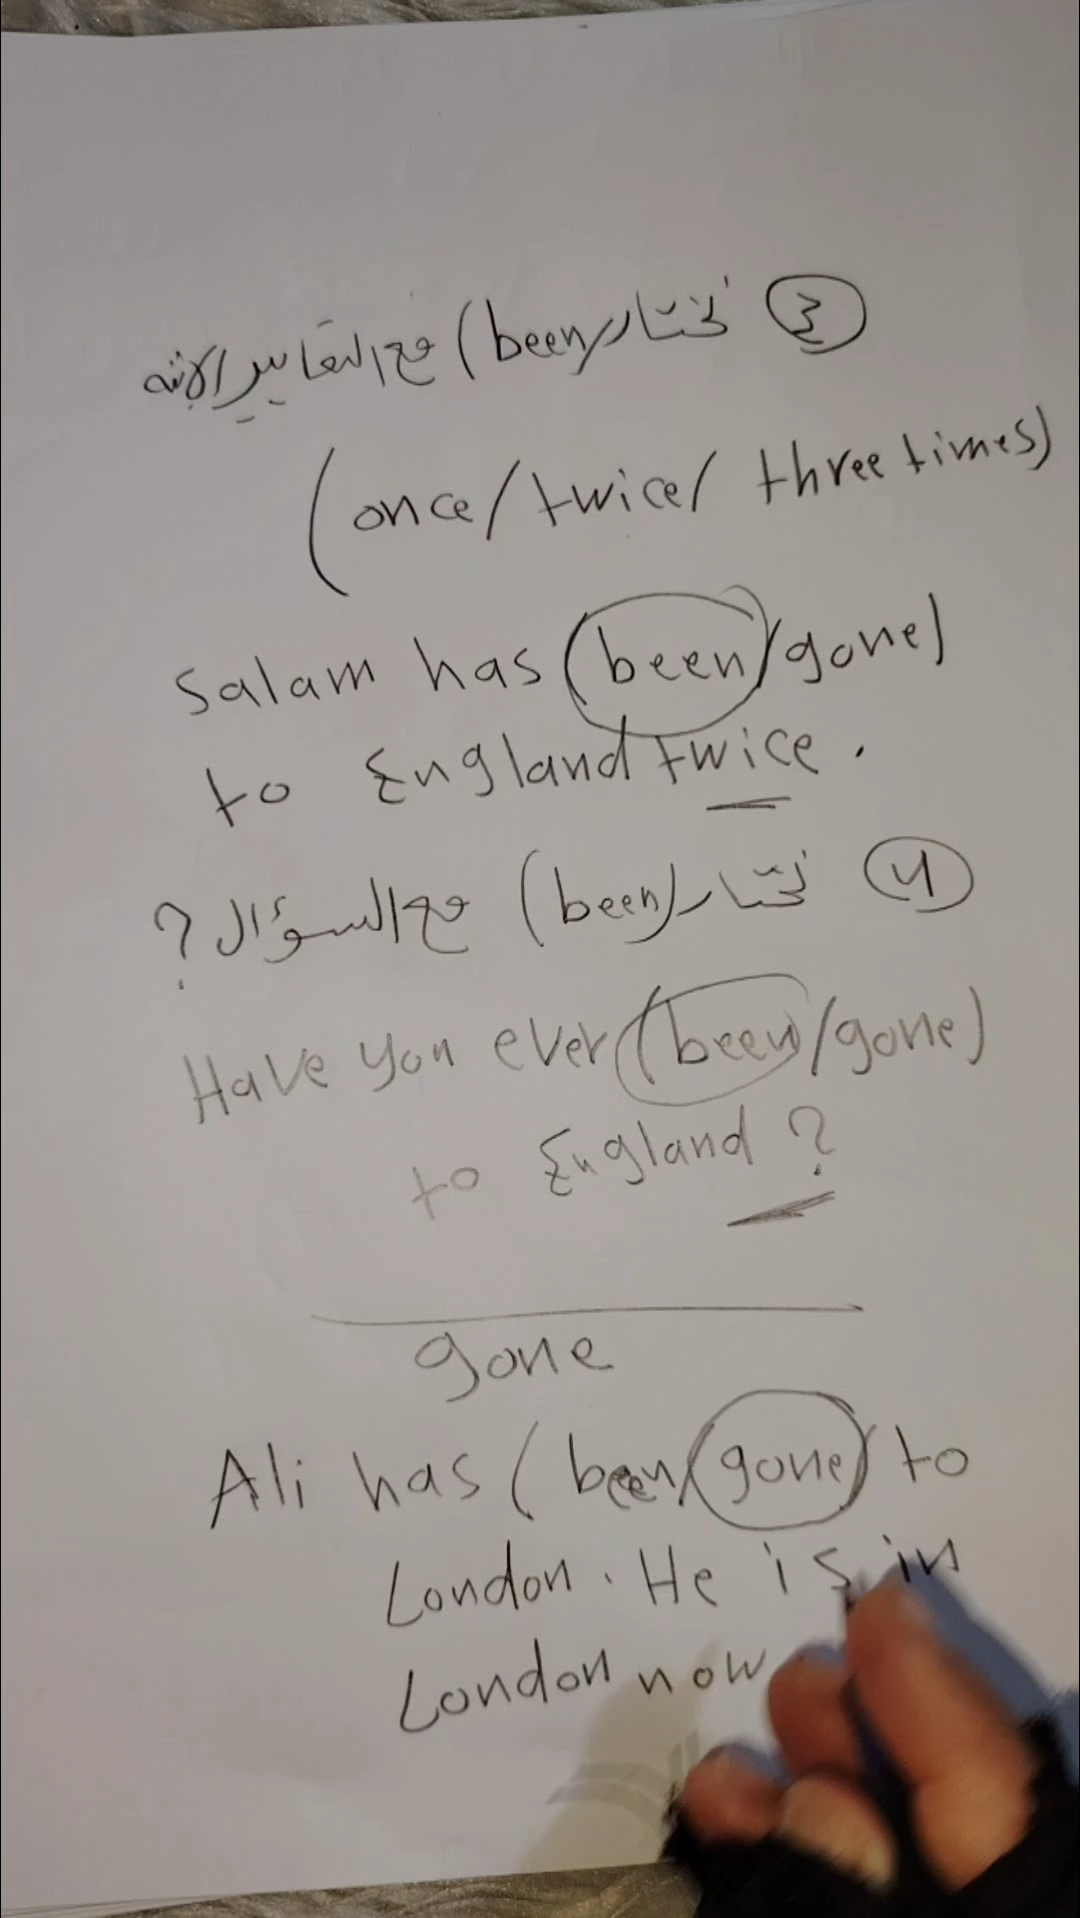 ③ نختار (been) مع التعابير الاتيه
(once/twice/ three times)
Salam has (been/gone)
to England twice.
④ نختار (been) مع السؤال ?
Have you ever (been/gone)
to England ?
gone
Ali has (been/gone) to
London. He is in
London now